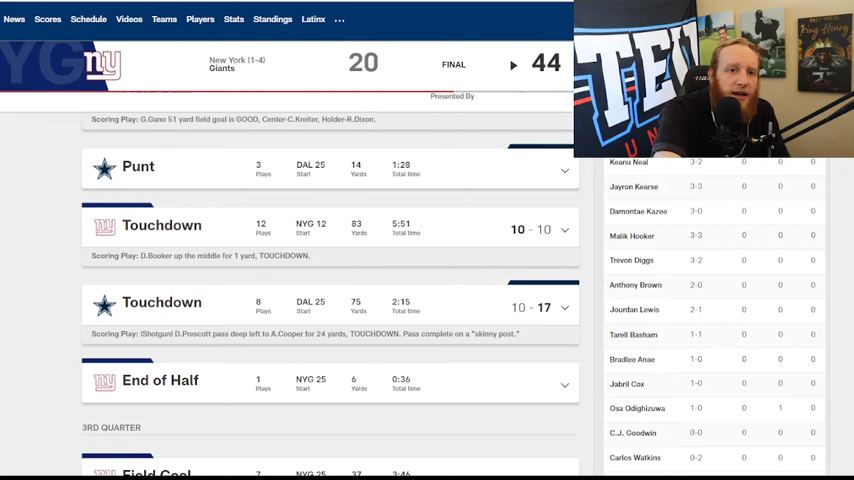 News Scores Schedule Videos Teams Players Stats Standings Latinx ...
NYG
ny
New York (1-4)
Giants
20
FINAL
44
Presented By
Scoring Play: G.Gano 51 yard field goal is GOOD, Center-C.Kreiter, Holder-R.Dixon.
Punt 3 DAL 25 14 1:28
Plays Start Yards Total time
Touchdown 12 NYG 12 83 5:51 10 - 10
Plays Start Yards Total time
Scoring Play: D.Booker up the middle for 1 yard, TOUCHDOWN.
Touchdown 8 DAL 25 75 2:15 10 - 17
Plays Start Yards Total time
Scoring Play: (Shotgun) D.Prescott pass deep left to A.Cooper for 24 yards, TOUCHDOWN. Pass complete on a "skinny post."
End of Half 1 NYG 25 6 0:36
Plays Start Yards Total time
3RD QUARTER
Field Goal 7 NYG 25 37 3:46
Keanu Neal 3-2 0 0 0
Jayron Kearse 3-3 0 0 0
Damontae Kazee 3-0 0 0 0
Malik Hooker 3-3 0 0 0
Trevon Diggs 3-2 0 0 0
Anthony Brown 2-0 0 0 0
Jourdan Lewis 2-1 0 0 0
Tarell Basham 1-1 0 0 0
Bradlee Anae 1-0 0 0 0
Jabril Cox 1-0 0 0 0
Osa Odighizuwa 1-0 0 1 0
C.J. Goodwin 0-0 0 0 0
Carlos Watkins 0-2 0 0 0
King Henry